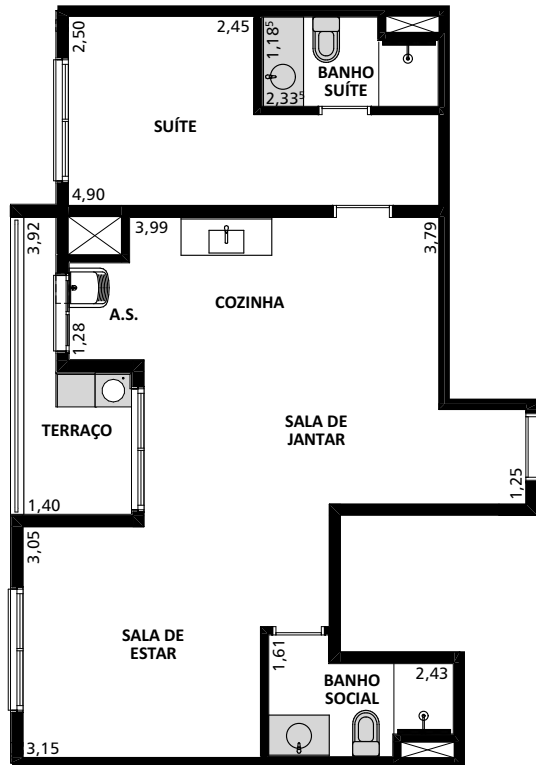 2,50
2,45
1,18⁵
BANHO
SUÍTE
2,33⁵
SUÍTE
4,90
3,92
3,99
3,79
COZINHA
A.S.
1,28
TERRAÇO
SALA DE
JANTAR
1,25
1,40
3,05
SALA DE
ESTAR
1,61
2,43
BANHO
SOCIAL
3,15